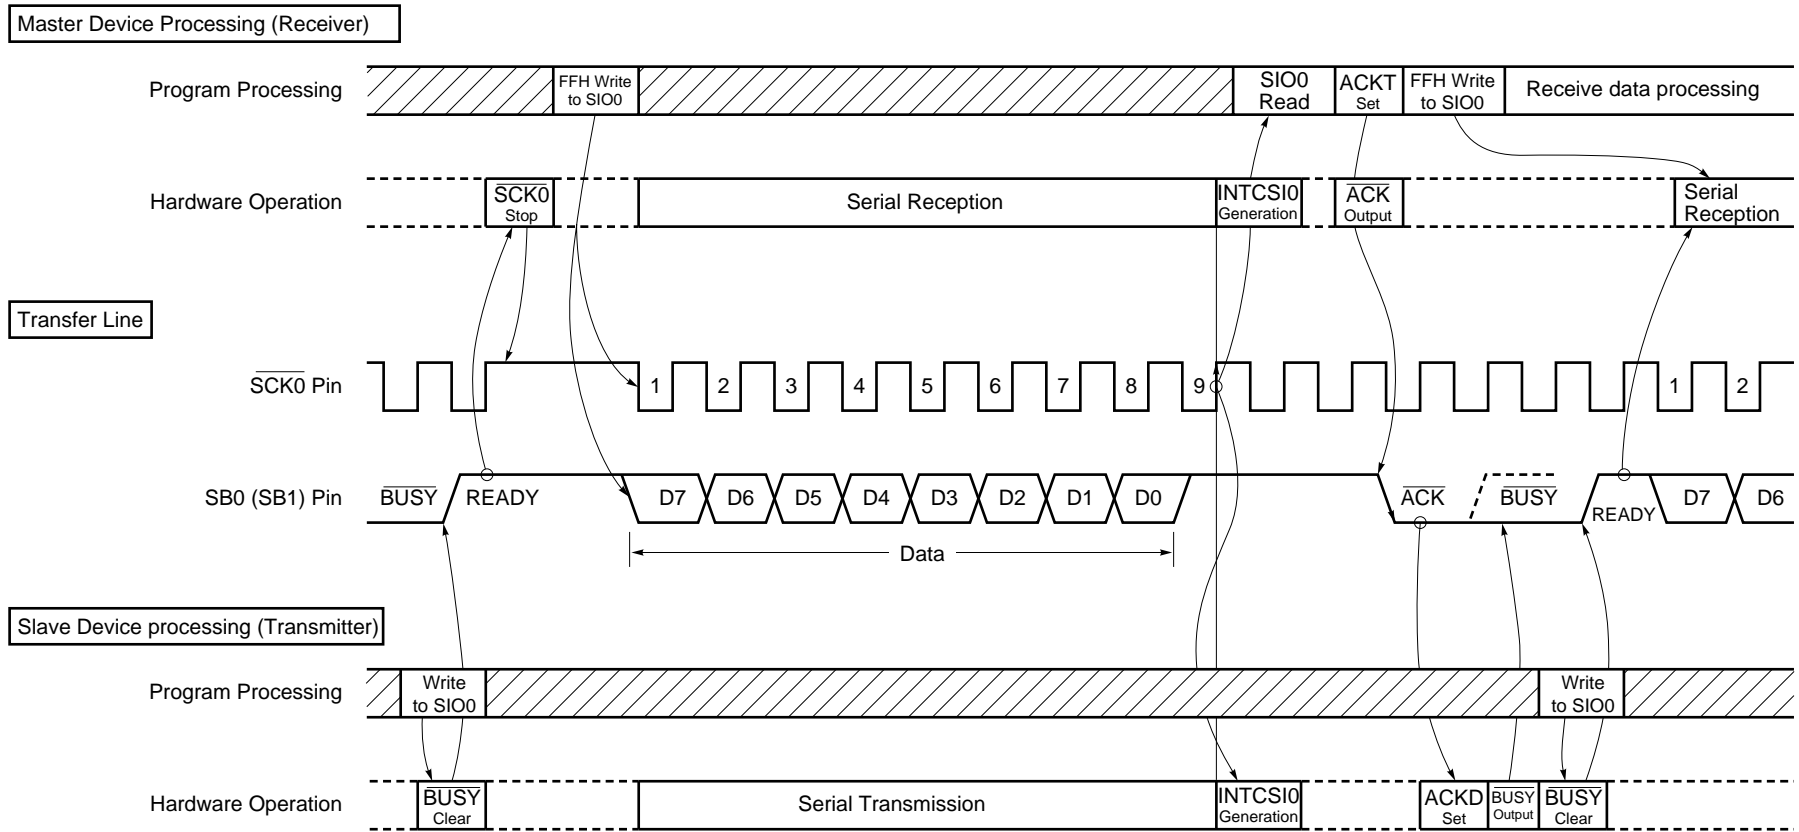 Master Device Processing (Receiver)
Program Processing
FFH Write
to SIO0
SIO0
Read
ACKT
Set
FFH Write
to SIO0
Receive data processing
Hardware Operation
SCK0
Stop
Serial Reception
INTCSI0
Generation
ACK
Output
Serial
Reception
Transfer Line
SCK0 Pin
1 2 3 4 5 6 7 8 9 1 2
SB0 (SB1) Pin
BUSY READY D7 D6 D5 D4 D3 D2 D1 D0 ACK BUSY READY D7 D6
Data
Slave Device processing (Transmitter)
Program Processing
Write
to SIO0
Write
to SIO0
Hardware Operation
BUSY
Clear
Serial Transmission
INTCSI0
Generation
ACKD
Set
BUSY
Output
BUSY
Clear